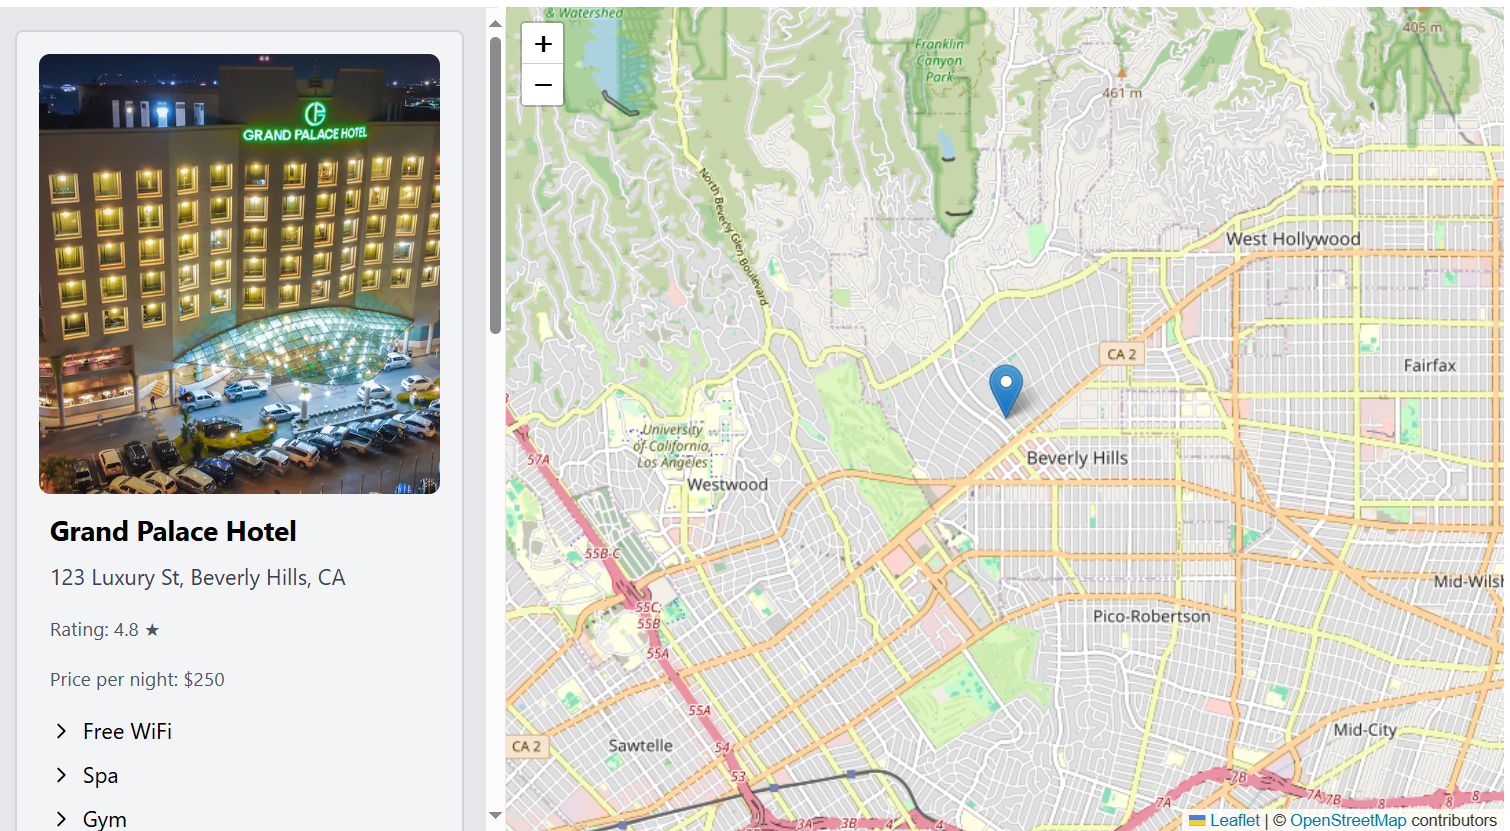 GRAND PALACE HOTEL
Grand Palace Hotel
123 Luxury St, Beverly Hills, CA
Rating: 4.8 ★
Price per night: $250
Free WiFi
Spa
Gym
+
−
& Watershed
Franklin
Canyon
Park
405 m
461 m
North Beverly Glen Boulevard
West Hollywood
CA 2
Fairfax
University
of California,
Los Angeles
Westwood
Beverly Hills
57A
55B-C
55C;
55B
55A
55A
54
53
Mid-Wilsh
Pico-Robertson
Mid-City
CA 2
Sawtelle
3A
3B
4
4
7A
7B
7A
7B
8
8
8
Leaflet | © OpenStreetMap contributors